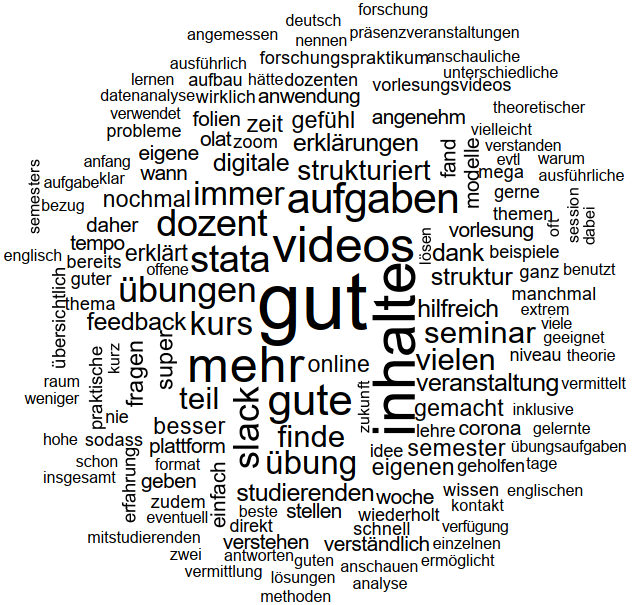 forschung
deutsch
angemessen
nennen
präsenzveranstaltungen
ausführlich
forschungspraktikum
anschauliche
lernen
aufbau
hätte
dozenten
vorlesungsvideos
unterschiedliche
datenanalyse
wirklich
anwendung
verwendet
folien
zeit
gefühl
angenehm
theoretischer
probleme
olat
zoom
erklärungen
vielleicht
verstanden
eigene
digitale
strukturiert
fand
modelle
evtl
warum
anfang
wann
mega
ausführliche
semesters
aufgabe
klar
nochmal
immer
aufgaben
gerne
bezug
themen
oft
session
dabei
daher
dozent
videos
lösen
vorlesung
tempo
englisch
bereits
erklärt
stata
dank
beispiele
offene
guter
übersichtlich
übungen
gut
inhalte
struktur
ganz
benutzt
thema
manchmal
feedback
kurs
hilfreich
extrem
viele
seminar
geeignet
praktische
kurz
fragen
super
mehr
online
vielen
niveau
theorie
raum
weniger
teil
gute
zukunft
veranstaltung
vermittelt
nie
besser
slack
gemacht
inklusive
hohe
sodass
plattform
finde
lehre
corona
gelernte
schon
format
übung
idee
semester
übungsaufgaben
insgesamt
erfahrung
geben
einfach
eigenen
geholfen
tage
zudem
studierenden
woche
wissen
englischen
eventuell
beste
stellen
wiederholt
kontakt
direkt
schnell
verfügung
mitstudierenden
verstehen
verständlich
einzelnen
zwei
antworten
guten
anschauen
ermöglicht
vermittlung
lösungen
analyse
methoden